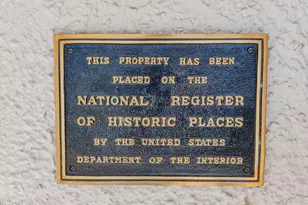 THIS PROPERTY HAS BEEN
PLACED ON THE
NATIONAL REGISTER
OF HISTORIC PLACES
BY THE UNITED STATES
DEPARTMENT OF THE INTERIOR